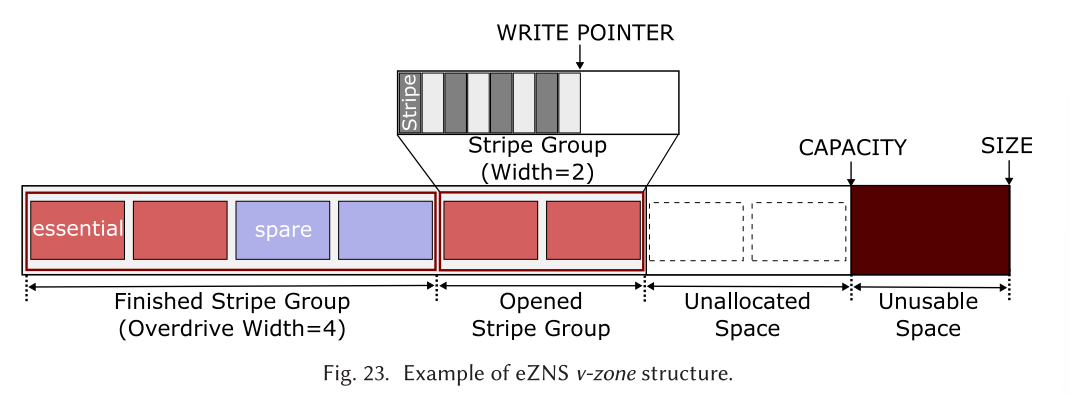 WRITE POINTER
Stripe
Stripe Group
(Width=2)
CAPACITY
SIZE
essential
spare
Finished Stripe Group
(Overdrive Width=4)
Opened
Stripe Group
Unallocated
Space
Unusable
Space
Fig. 23. Example of eZNS v-zone structure.